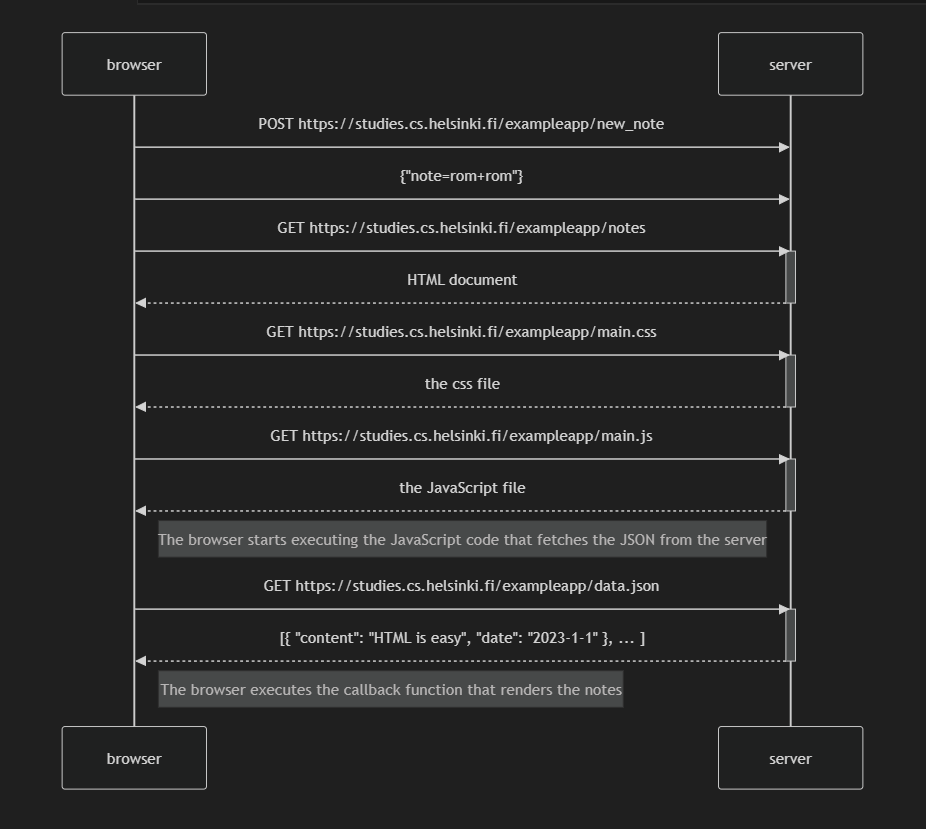 browser
server
POST https://studies.cs.helsinki.fi/exampleapp/new_note
{"note=rom+rom"}
GET https://studies.cs.helsinki.fi/exampleapp/notes
HTML document
GET https://studies.cs.helsinki.fi/exampleapp/main.css
the css file
GET https://studies.cs.helsinki.fi/exampleapp/main.js
the JavaScript file
The browser starts executing the JavaScript code that fetches the JSON from the server
GET https://studies.cs.helsinki.fi/exampleapp/data.json
[{ "content": "HTML is easy", "date": "2023-1-1" }, ... ]
The browser executes the callback function that renders the notes
browser
server